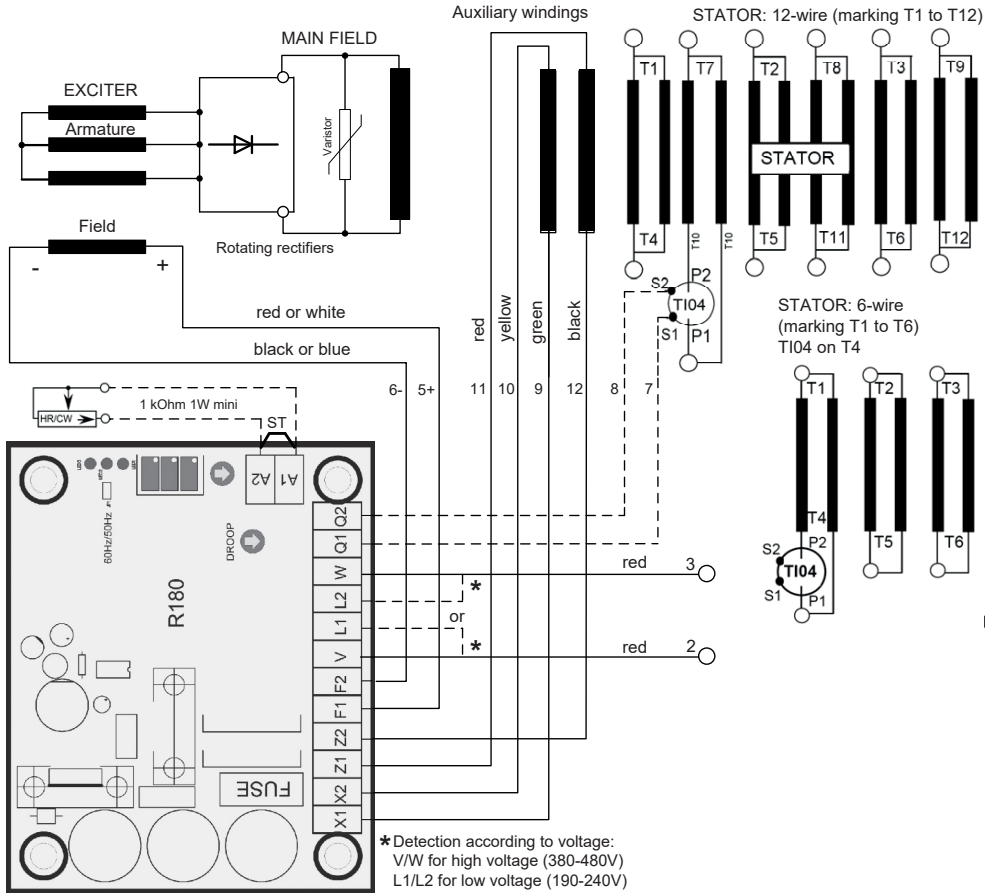 Auxiliary windings
STATOR: 12-wire (marking T1 to T12)
MAIN FIELD
T1
T7
T2
T8
T3
T9
EXCITER
Armature
Varistor
STATOR
Field
-
+
Rotating rectifiers
T4
T10
T10
T5
T11
T6
T12
S2
P2
TI04
S1
P1
STATOR: 6-wire
(marking T1 to T6)
TI04 on T4
red or white
black or blue
red
yellow
green
black
6-
5+
11
10
9
12
8
7
T1
T2
T3
HR/CW
1 kOhm 1W mini
ST
A2
A1
60Hz/50Hz
DROOP
R180
FUSE
Q2
Q1
W
L2
L1
V
F2
F1
Z2
Z1
X2
X1
red
3
*
or
*
red
2
T4
S2
P2
TI04
S1
P1
T5
T6
* Detection according to voltage:
V/W for high voltage (380-480V)
L1/L2 for low voltage (190-240V)